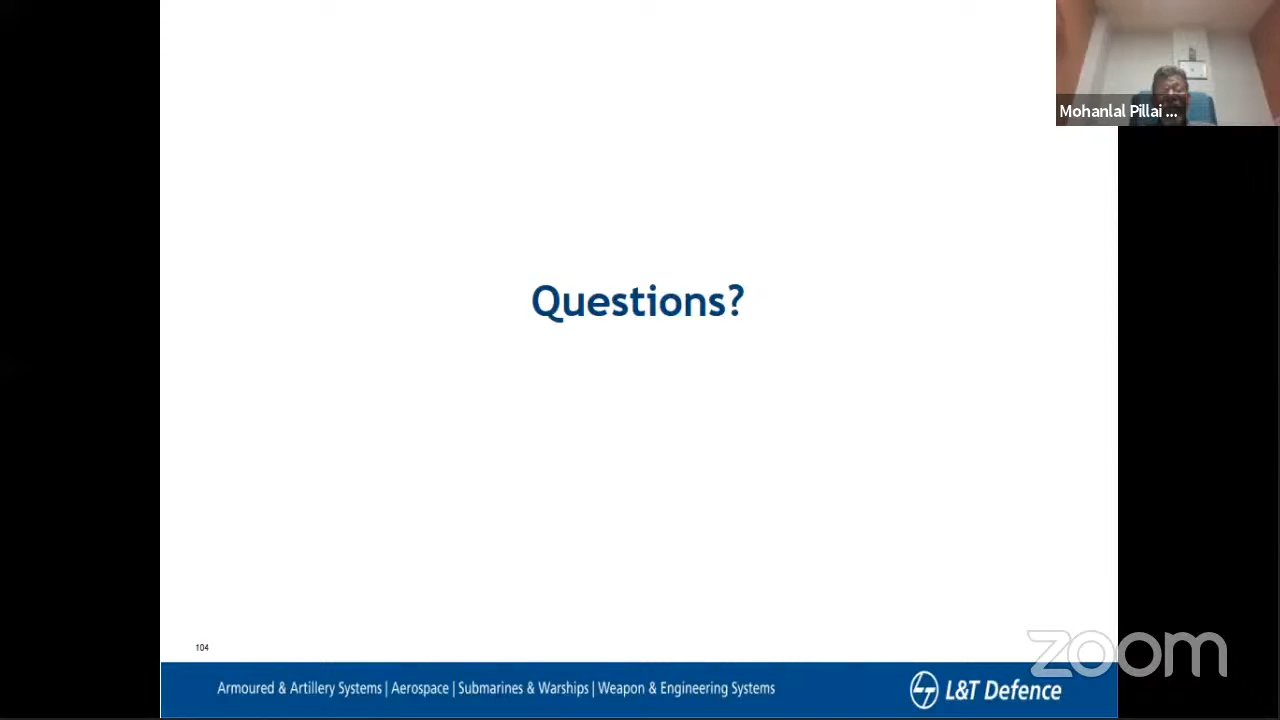 Mohanlal Pillai ...
Questions?
104
zoom
Armoured & Artillery Systems | Aerospace | Submarines & Warships | Weapon & Engineering Systems
L&T Defence